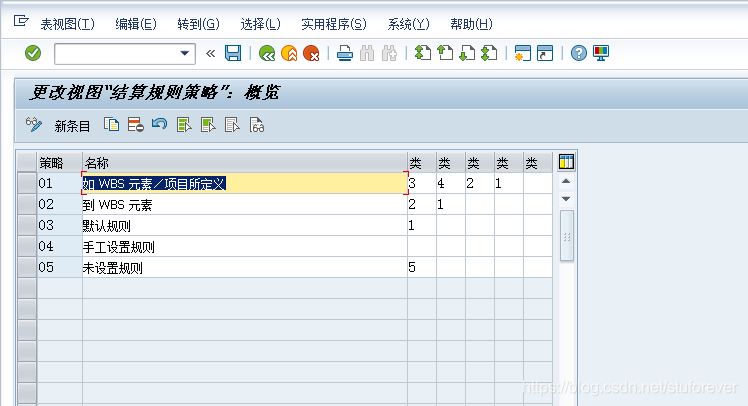 表视图(T) 编辑(E) 转到(G) 选择(L) 实用程序(S) 系统(Y) 帮助(H)
更改视图“结算规则策略”: 概览
新条目
策略 名称 类 类 类 类 类
01 如 WBS 元素／项目所定义 3 4 2 1
02 到 WBS 元素 2 1
03 默认规则 1
04 手工设置规则
05 未设置规则 5
https://blog.csdn.net/stuforever